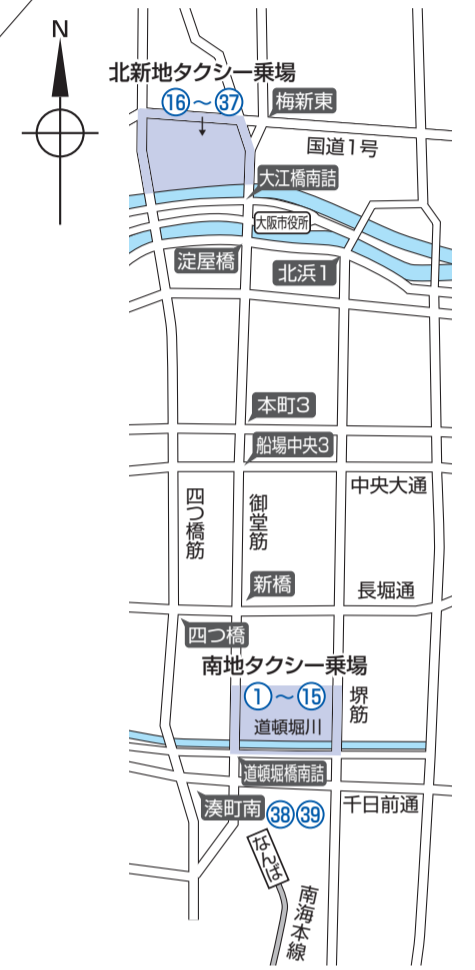 N
北新地タクシー乗場
⑯～㊲
梅新東
国道1号
大江橋南詰
大阪市役所
淀屋橋
北浜1
本町3
船場中央3
中央大通
四つ橋筋
御堂筋
新橋
長堀通
四つ橋
南地タクシー乗場
①～⑮
堺筋
道頓堀川
道頓堀橋南詰
湊町南
㊳㊴
千日前通
なんば
南海本線